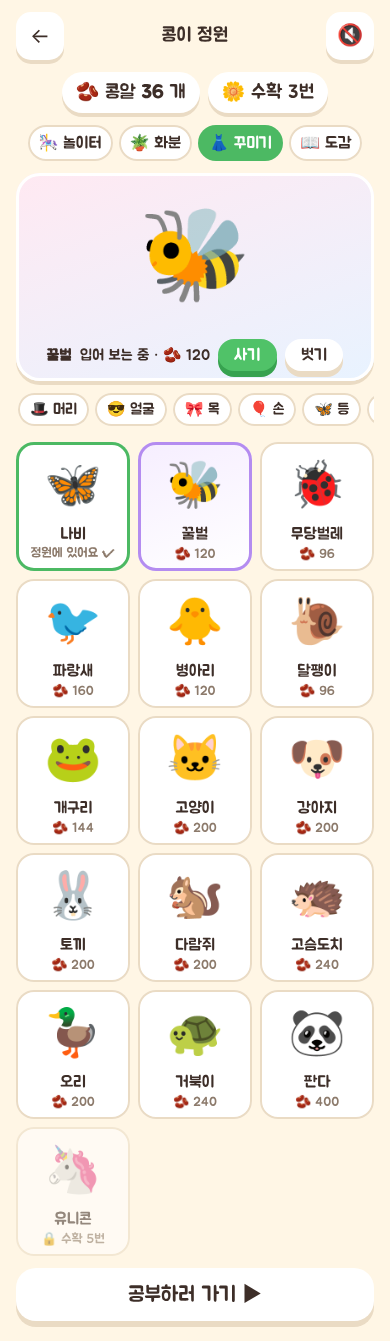 ← 콩이 정원
콩알 36 개 수확 3번
놀이터 화분 꾸미기 도감
꿀벌 입어 보는 중 · 120 사기 벗기
머리 얼굴 목 손 등
나비 꿀벌 무당벌레
정원에 있어요 ✓ 120 96
파랑새 병아리 달팽이
160 120 96
개구리 고양이 강아지
144 200 200
토끼 다람쥐 고슴도치
200 200 240
오리 거북이 판다
200 240 400
유니콘
수확 5번
공부하러 가기 ▶